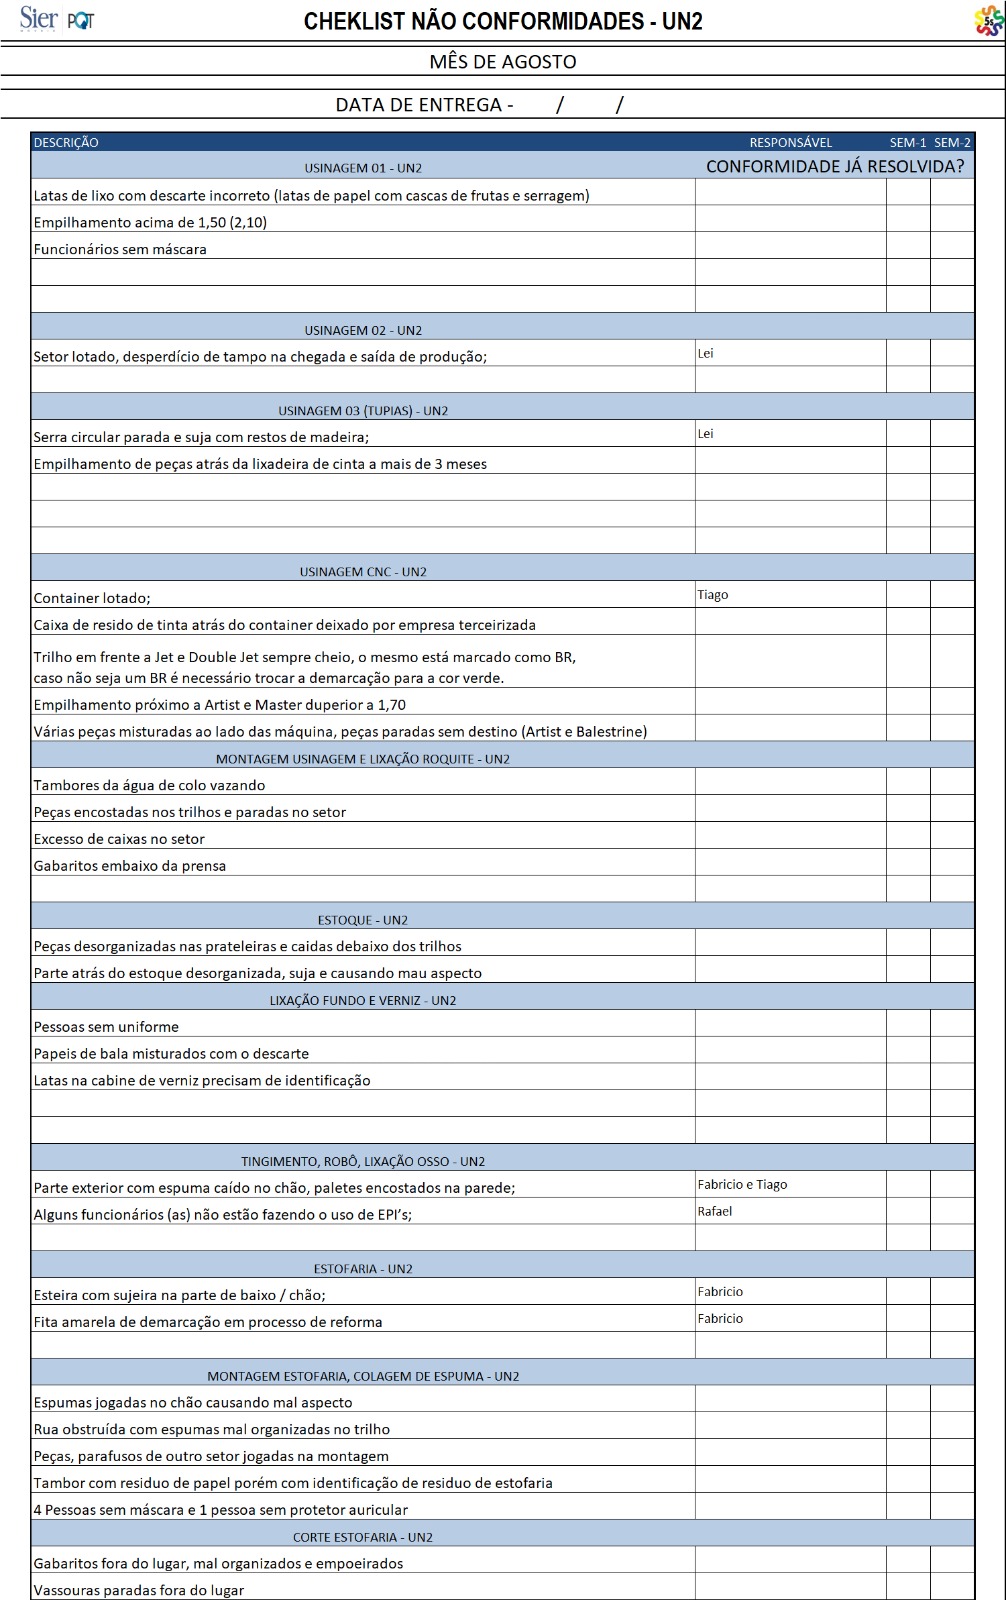 Sier PQT
MÓVEIS
CHEKLIST NÃO CONFORMIDADES - UN2
5s
MÊS DE AGOSTO
DATA DE ENTREGA - / /
DESCRIÇÃO RESPONSÁVEL SEM-1 SEM-2
USINAGEM 01 - UN2 CONFORMIDADE JÁ RESOLVIDA?
Latas de lixo com descarte incorreto (latas de papel com cascas de frutas e serragem)
Empilhamento acima de 1,50 (2,10)
Funcionários sem máscara
USINAGEM 02 - UN2
Setor lotado, desperdício de tampo na chegada e saída de produção; Lei
USINAGEM 03 (TUPIAS) - UN2
Serra circular parada e suja com restos de madeira; Lei
Empilhamento de peças atrás da lixadeira de cinta a mais de 3 meses
USINAGEM CNC - UN2
Container lotado; Tiago
Caixa de resido de tinta atrás do container deixado por empresa terceirizada
Trilho em frente a Jet e Double Jet sempre cheio, o mesmo está marcado como BR,
caso não seja um BR é necessário trocar a demarcação para a cor verde.
Empilhamento próximo a Artist e Master duperior a 1,70
Várias peças misturadas ao lado das máquina, peças paradas sem destino (Artist e Balestrine)
MONTAGEM USINAGEM E LIXAÇÃO ROQUITE - UN2
Tambores da água de colo vazando
Peças encostadas nos trilhos e paradas no setor
Excesso de caixas no setor
Gabaritos embaixo da prensa
ESTOQUE - UN2
Peças desorganizadas nas prateleiras e caidas debaixo dos trilhos
Parte atrás do estoque desorganizada, suja e causando mau aspecto
LIXAÇÃO FUNDO E VERNIZ - UN2
Pessoas sem uniforme
Papeis de bala misturados com o descarte
Latas na cabine de verniz precisam de identificação
TINGIMENTO, ROBÔ, LIXAÇÃO OSSO - UN2
Parte exterior com espuma caído no chão, paletes encostados na parede; Fabricio e Tiago
Alguns funcionários (as) não estão fazendo o uso de EPI's; Rafael
ESTOFARIA - UN2
Esteira com sujeira na parte de baixo / chão; Fabricio
Fita amarela de demarcação em processo de reforma Fabricio
MONTAGEM ESTOFARIA, COLAGEM DE ESPUMA - UN2
Espumas jogadas no chão causando mal aspecto
Rua obstruída com espumas mal organizadas no trilho
Peças, parafusos de outro setor jogadas na montagem
Tambor com residuo de papel porém com identificação de residuo de estofaria
4 Pessoas sem máscara e 1 pessoa sem protetor auricular
CORTE ESTOFARIA - UN2
Gabaritos fora do lugar, mal organizados e empoeirados
Vassouras paradas fora do lugar